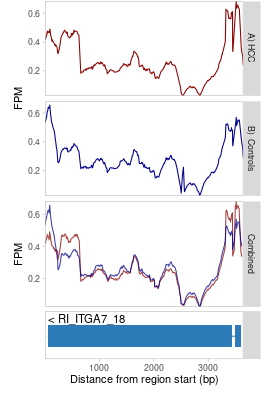 0.6
0.4
0.2
FPM
A) HCC
0.6
0.4
0.2
B) Controls
0.6
0.4
0.2
FPM
Combined
< RI_ITGA7_18
1000 2000 3000
Distance from region start (bp)